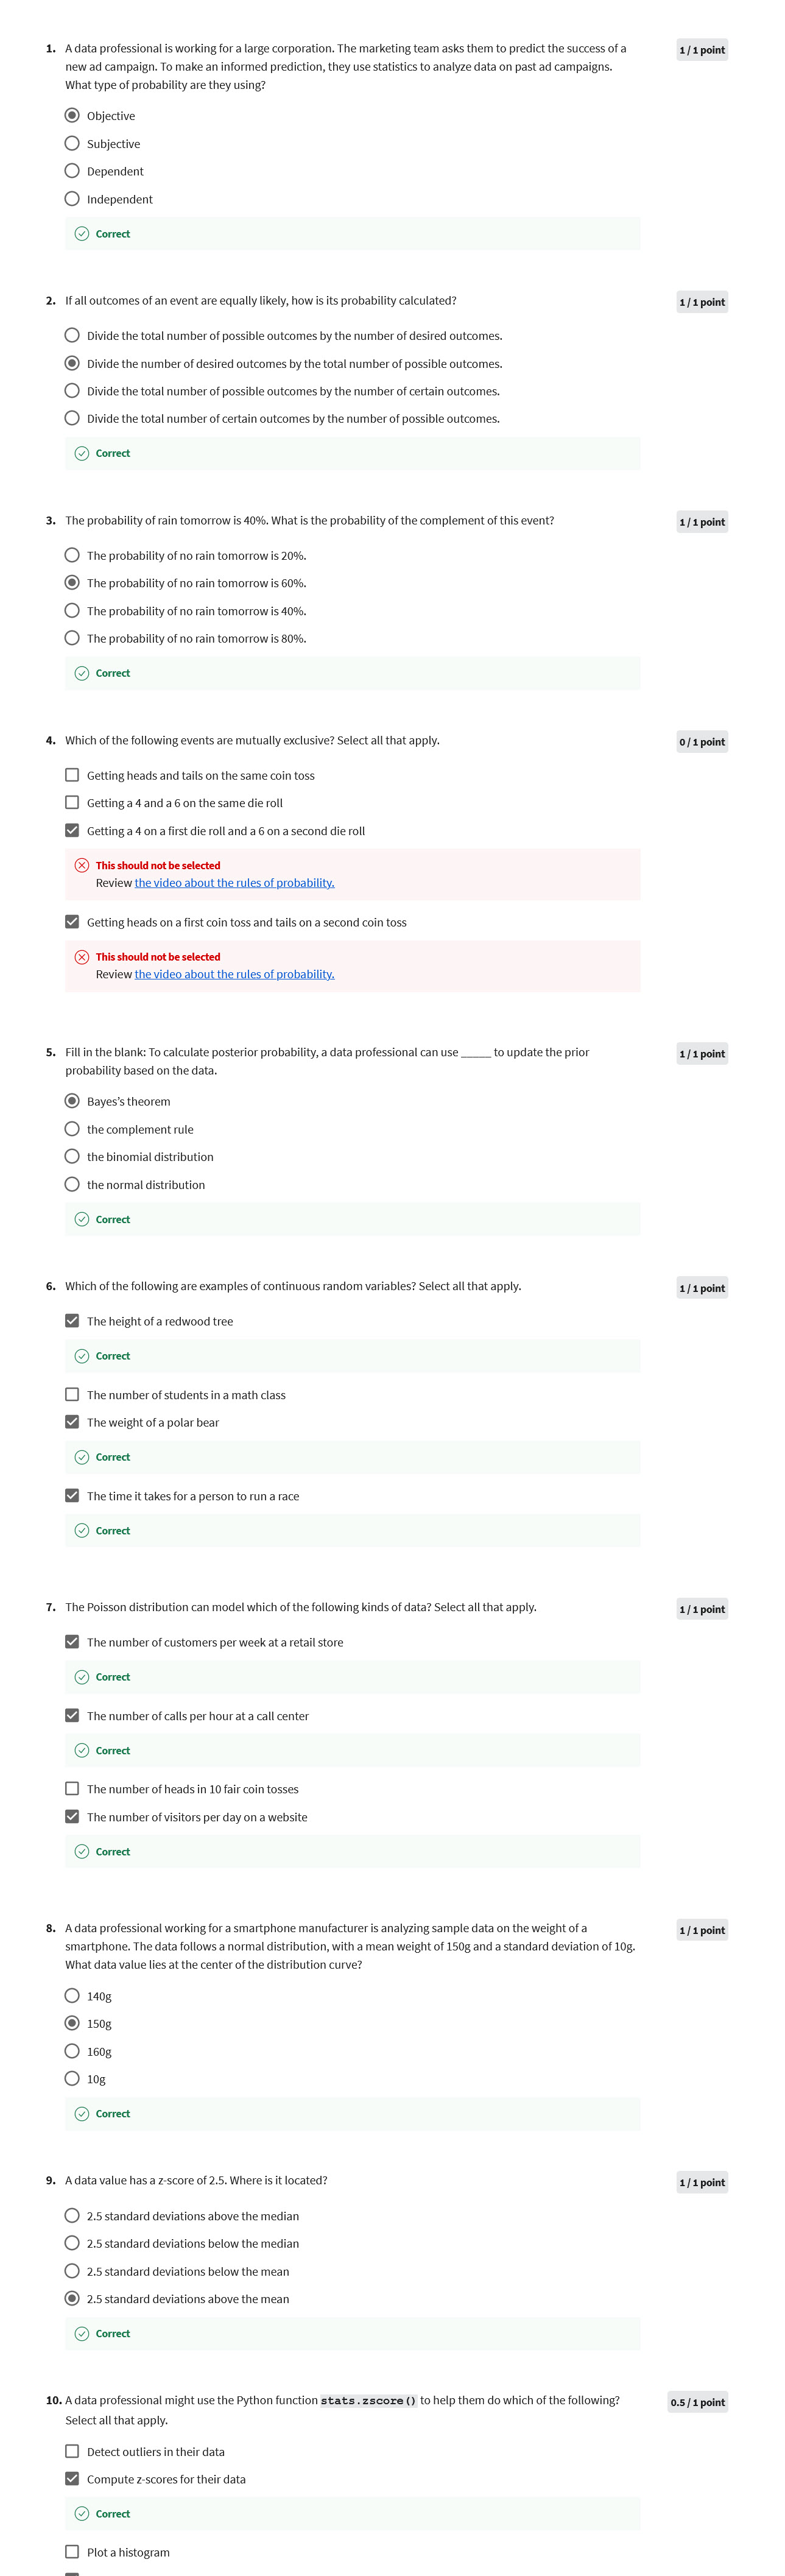 1. A data professional is working for a large corporation. The marketing team asks them to predict the success of a
1 / 1 point
new ad campaign. To make an informed prediction, they use statistics to analyze data on past ad campaigns.
What type of probability are they using?
Objective
Subjective
Dependent
Independent
Correct
2. If all outcomes of an event are equally likely, how is its probability calculated?
1 / 1 point
Divide the total number of possible outcomes by the number of desired outcomes.
Divide the number of desired outcomes by the total number of possible outcomes.
Divide the total number of possible outcomes by the number of certain outcomes.
Divide the total number of certain outcomes by the number of possible outcomes.
Correct
3. The probability of rain tomorrow is 40%. What is the probability of the complement of this event?
1 / 1 point
The probability of no rain tomorrow is 20%.
The probability of no rain tomorrow is 60%.
The probability of no rain tomorrow is 40%.
The probability of no rain tomorrow is 80%.
Correct
4. Which of the following events are mutually exclusive? Select all that apply.
0 / 1 point
Getting heads and tails on the same coin toss
Getting a 4 and a 6 on the same die roll
Getting a 4 on a first die roll and a 6 on a second die roll
This should not be selected
Review the video about the rules of probability.
Getting heads on a first coin toss and tails on a second coin toss
This should not be selected
Review the video about the rules of probability.
5. Fill in the blank: To calculate posterior probability, a data professional can use _____ to update the prior
1 / 1 point
probability based on the data.
Bayes’s theorem
the complement rule
the binomial distribution
the normal distribution
Correct
6. Which of the following are examples of continuous random variables? Select all that apply.
1 / 1 point
The height of a redwood tree
Correct
The number of students in a math class
The weight of a polar bear
Correct
The time it takes for a person to run a race
Correct
7. The Poisson distribution can model which of the following kinds of data? Select all that apply.
1 / 1 point
The number of customers per week at a retail store
Correct
The number of calls per hour at a call center
Correct
The number of heads in 10 fair coin tosses
The number of visitors per day on a website
Correct
8. A data professional working for a smartphone manufacturer is analyzing sample data on the weight of a
1 / 1 point
smartphone. The data follows a normal distribution, with a mean weight of 150g and a standard deviation of 10g.
What data value lies at the center of the distribution curve?
140g
150g
160g
10g
Correct
9. A data value has a z-score of 2.5. Where is it located?
1 / 1 point
2.5 standard deviations above the median
2.5 standard deviations below the median
2.5 standard deviations below the mean
2.5 standard deviations above the mean
Correct
10. A data professional might use the Python function stats.zscore() to help them do which of the following?
0.5 / 1 point
Select all that apply.
Detect outliers in their data
Compute z-scores for their data
Correct
Plot a histogram